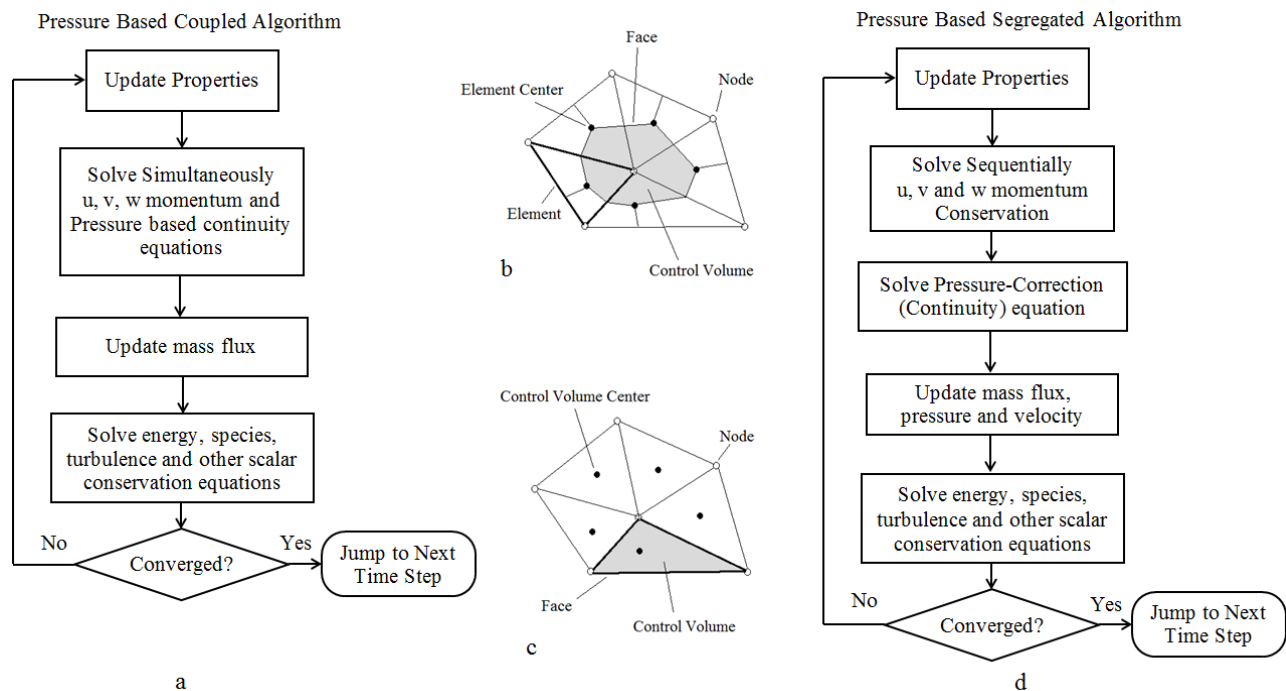 Pressure Based Coupled Algorithm
Update Properties
Solve Simultaneously
u, v, w momentum and
Pressure based continuity
equations
Update mass flux
Solve energy, species,
turbulence and other scalar
conservation equations
No
Converged?
Yes
Jump to Next
Time Step
a
Face
Node
Element Center
Element
Control Volume
b
Control Volume Center
Node
Face
Control Volume
c
Pressure Based Segregated Algorithm
Update Properties
Solve Sequentially
u, v and w momentum
Conservation
Solve Pressure-Correction
(Continuity) equation
Update mass flux,
pressure and velocity
Solve energy, species,
turbulence and other scalar
conservation equations
No
Converged?
Yes
Jump to Next
Time Step
d